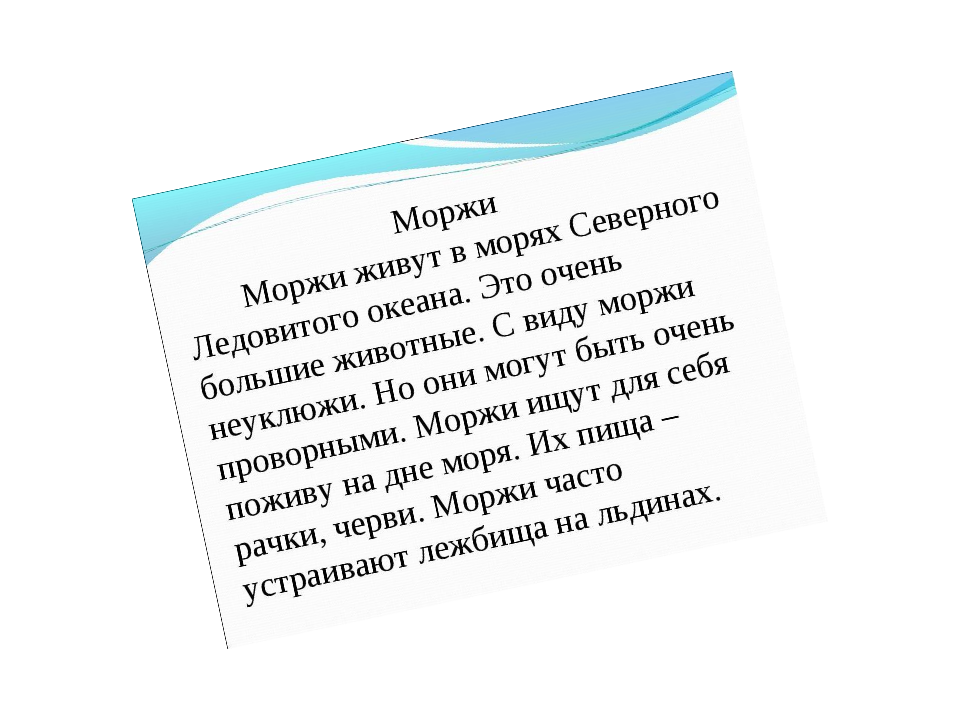 Моржи
Моржи живут в морях Северного
Ледовитого океана. Это очень
большие животные. С виду моржи
неуклюжи. Но они могут быть очень
проворными. Моржи ищут для себя
поживу на дне моря. Их пища –
рачки, черви. Моржи часто
устраивают лежбища на льдинах.